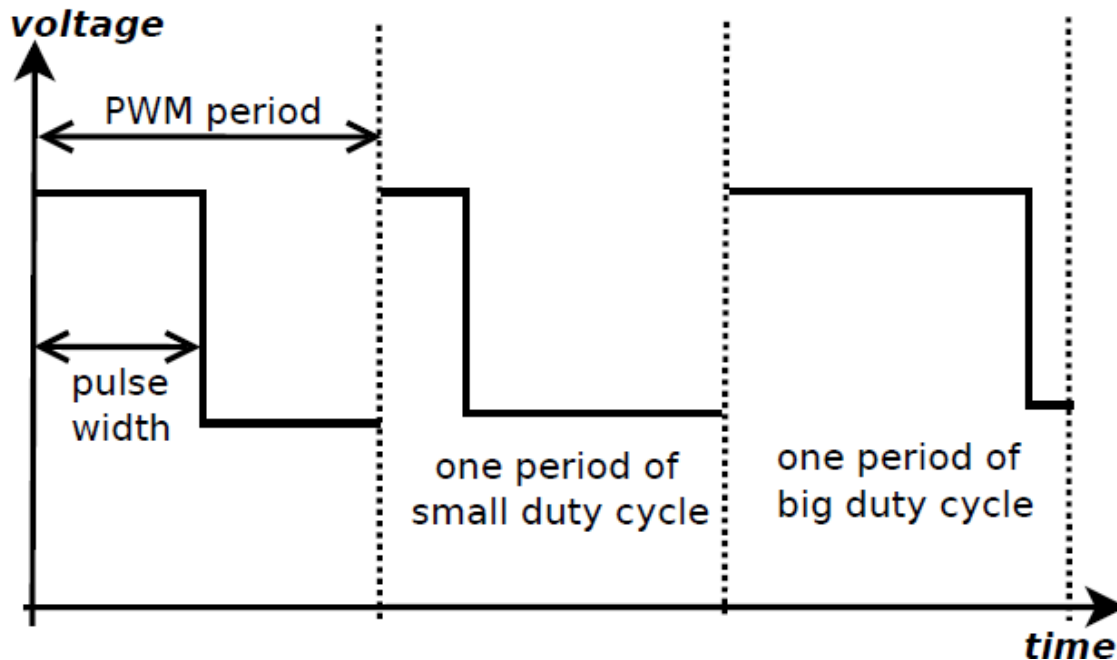 voltage
PWM period
pulse
width
one period of
small duty cycle
one period of
big duty cycle
time